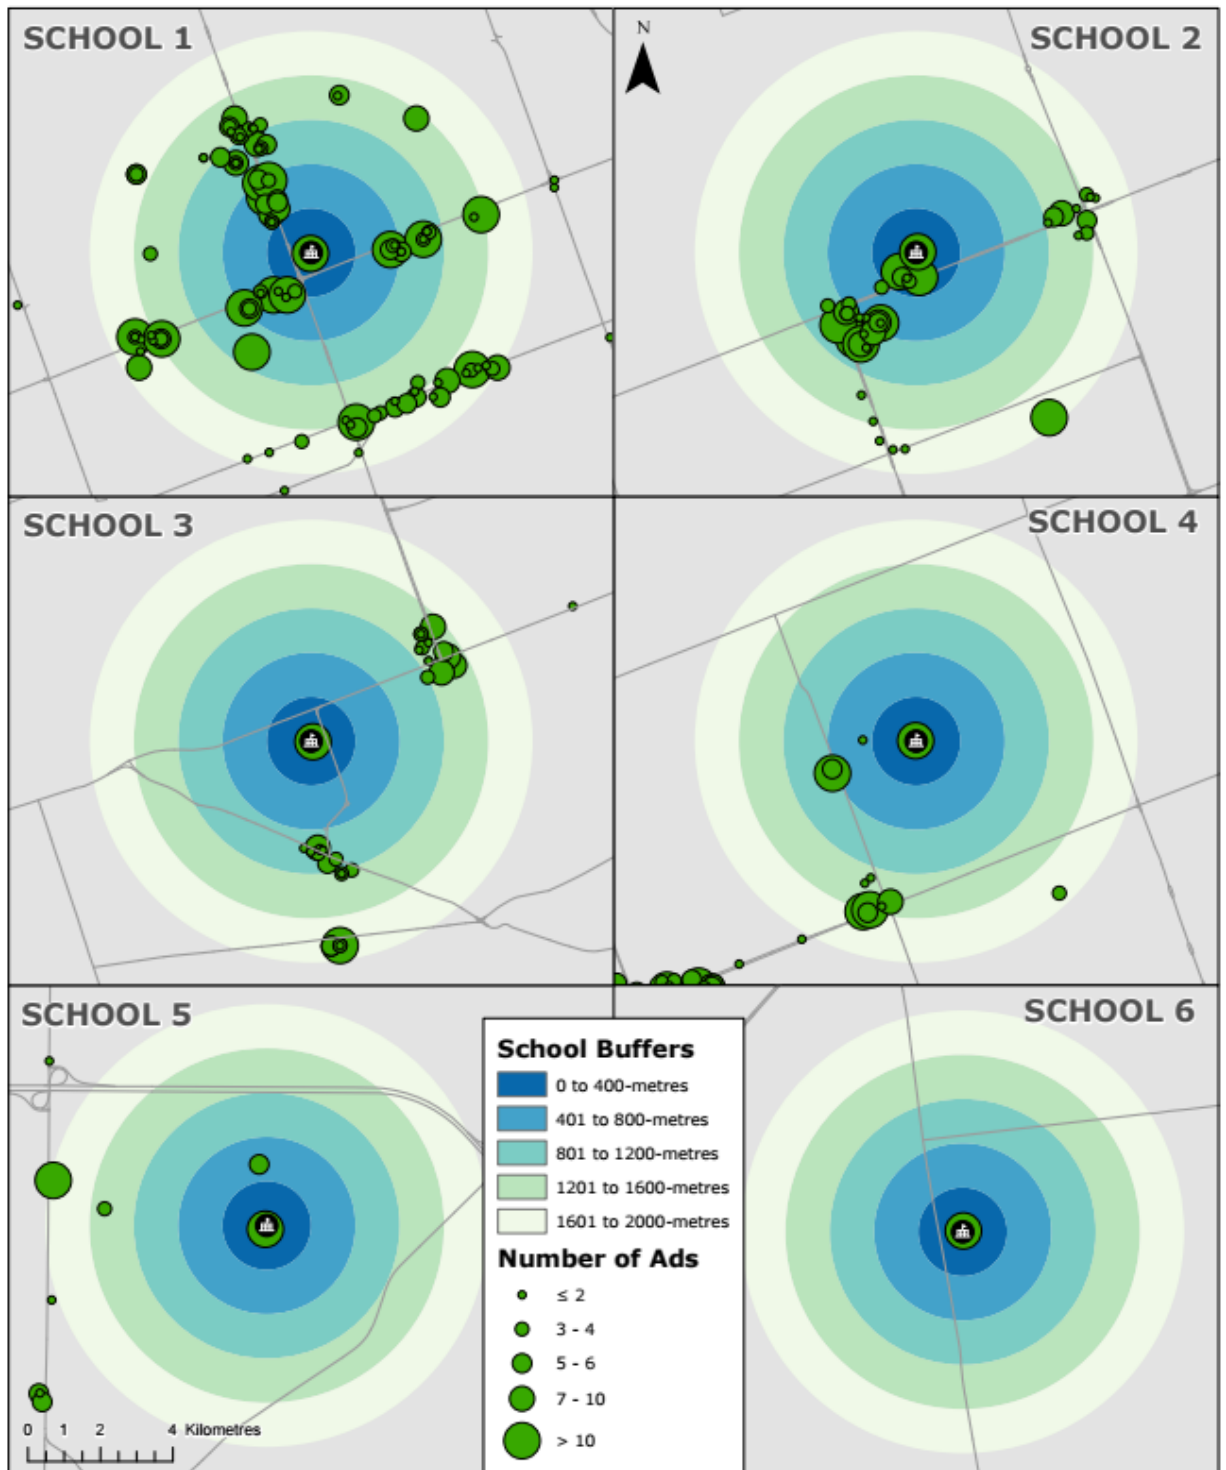 SCHOOL 1
N
SCHOOL 2
SCHOOL 3
SCHOOL 4
SCHOOL 5
SCHOOL 6
School Buffers
0 to 400-metres
401 to 800-metres
801 to 1200-metres
1201 to 1600-metres
1601 to 2000-metres
Number of Ads
≤ 2
3 - 4
5 - 6
7 - 10
> 10
0 1 2 4 Kilometres